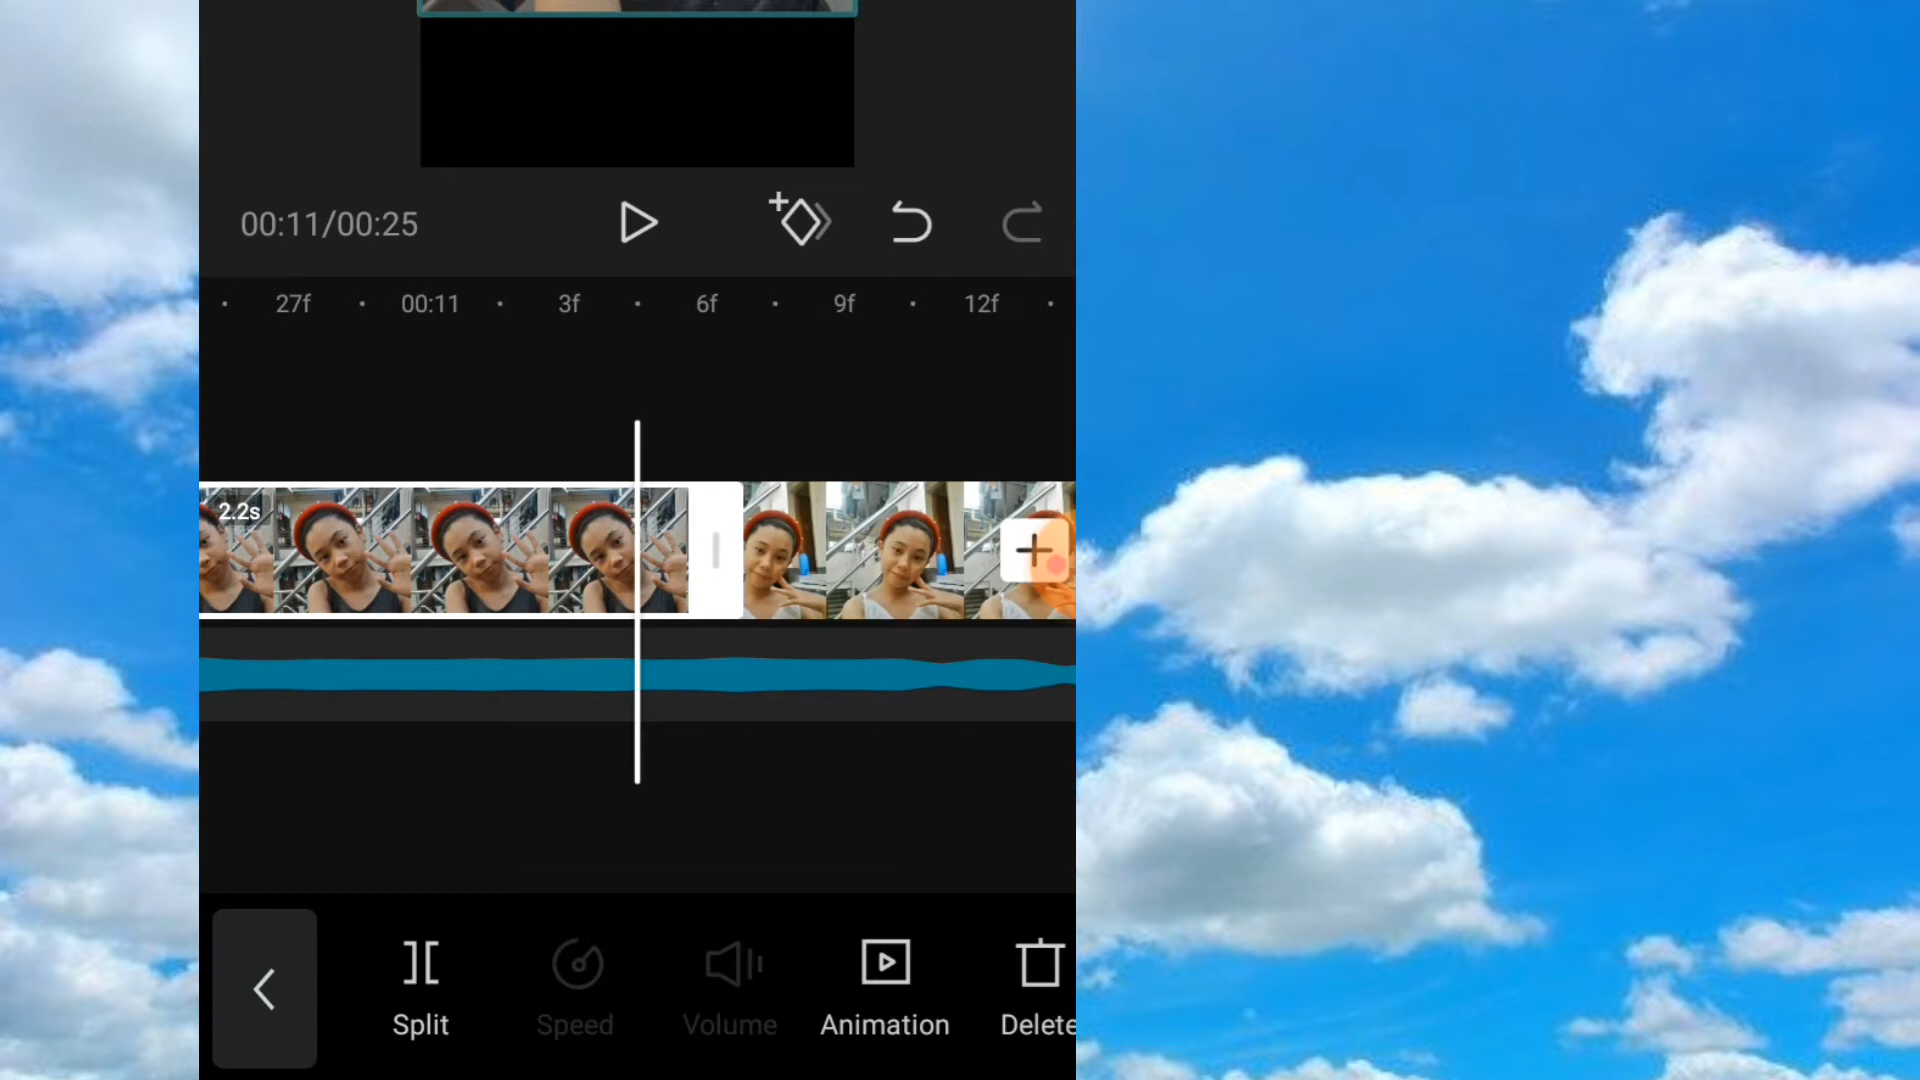 00:11/00:25
27f 00:11 3f 6f 9f 12f
2.2s
Split Speed Volume Animation Delete